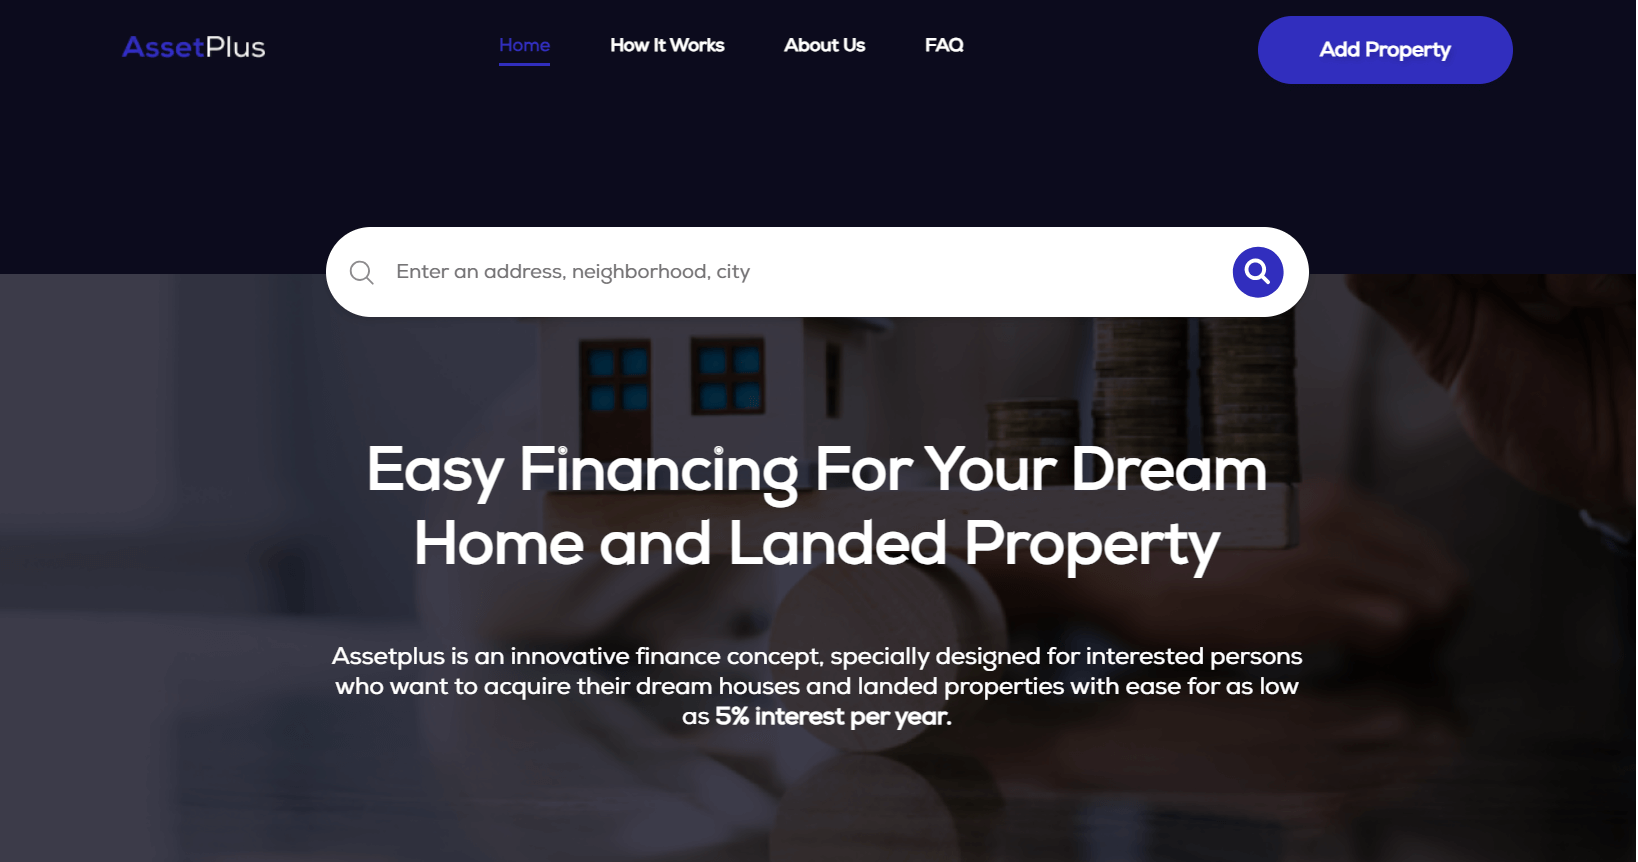 AssetPlus
Home How It Works About Us FAQ
Add Property
Enter an address, neighborhood, city
Easy Financing For Your Dream
Home and Landed Property
Assetplus is an innovative finance concept, specially designed for interested persons
who want to acquire their dream houses and landed properties with ease for as low
as 5% interest per year.